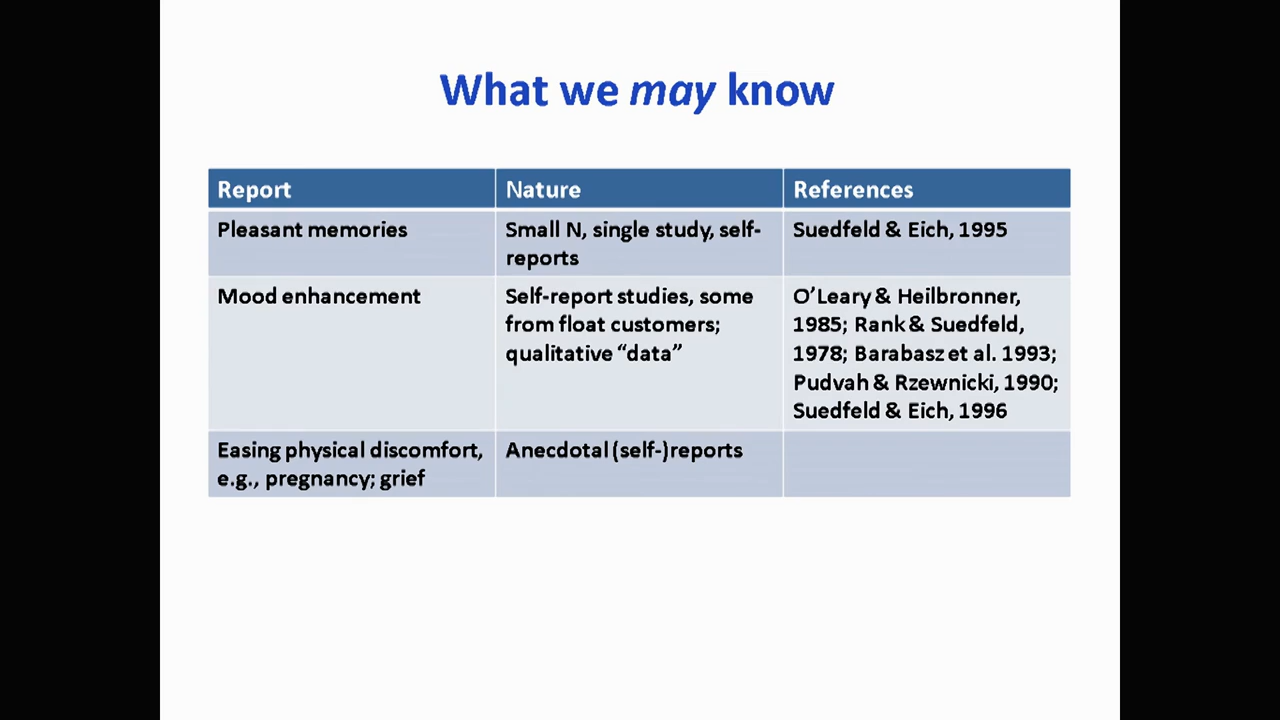 What we may know
Report
Nature
References
Pleasant memories
Small N, single study, self-
reports
Suedfeld & Eich, 1995
Mood enhancement
Self-report studies, some
from float customers;
qualitative “data”
O’Leary & Heilbronner,
1985; Rank & Suedfeld,
1978; Barabasz et al. 1993;
Pudvah & Rzewnicki, 1990;
Suedfeld & Eich, 1996
Easing physical discomfort,
e.g., pregnancy; grief
Anecdotal (self-)reports